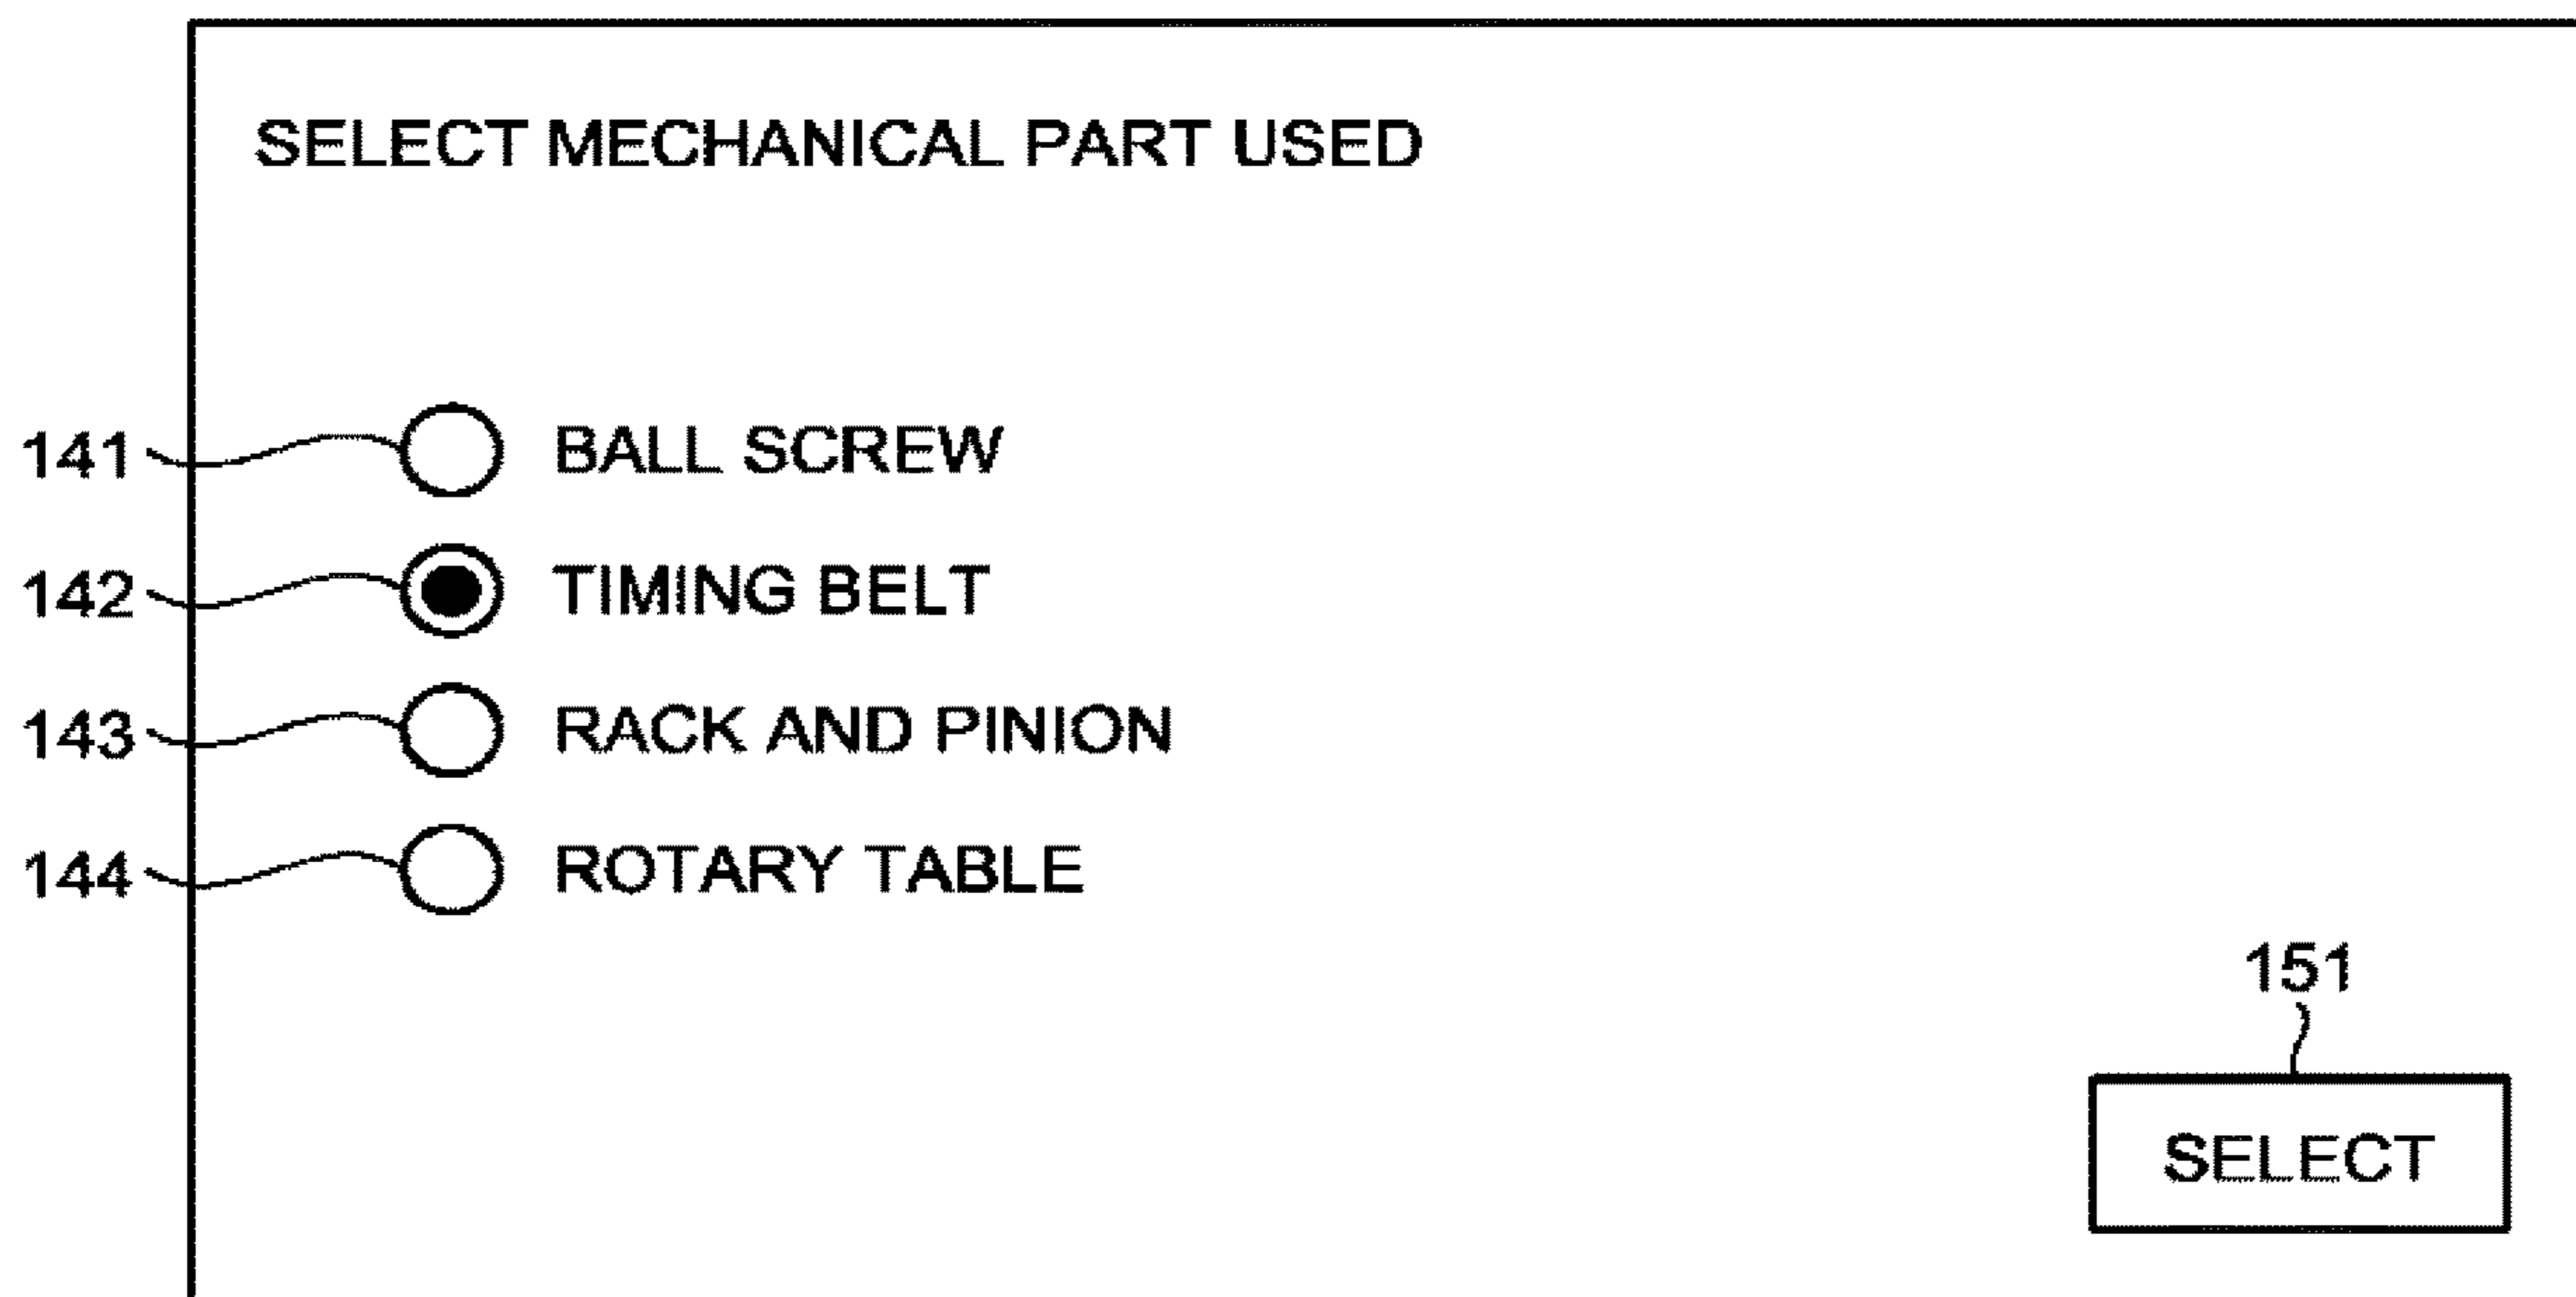 SELECT MECHANICAL PART USED
141 BALL SCREW
142 TIMING BELT
143 RACK AND PINION
144 ROTARY TABLE
151
SELECT